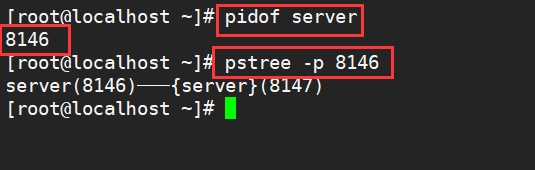 [root@localhost ~]# pidof server
8146
[root@localhost ~]# pstree -p 8146
server(8146)───{server}(8147)
[root@localhost ~]#